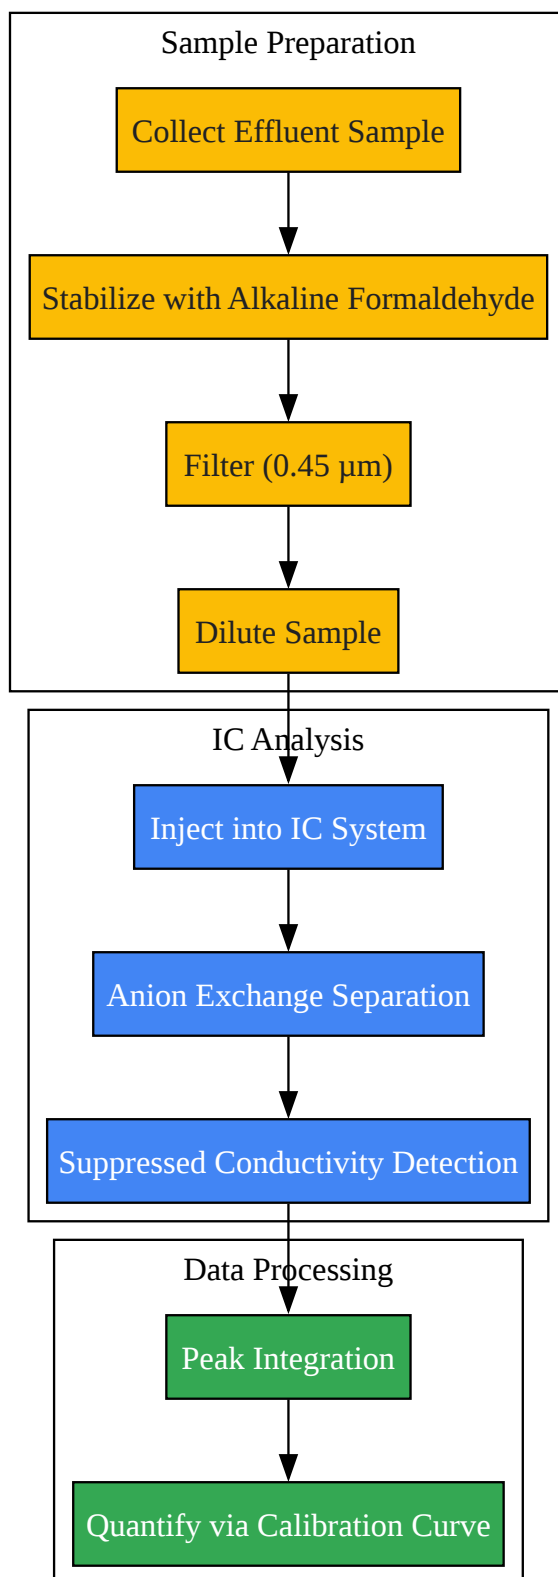 Sample Preparation
Collect Effluent Sample
Stabilize with Alkaline Formaldehyde
Filter (0.45 µm)
Dilute Sample
IC Analysis
Inject into IC System
Anion Exchange Separation
Suppressed Conductivity Detection
Data Processing
Peak Integration
Quantify via Calibration Curve